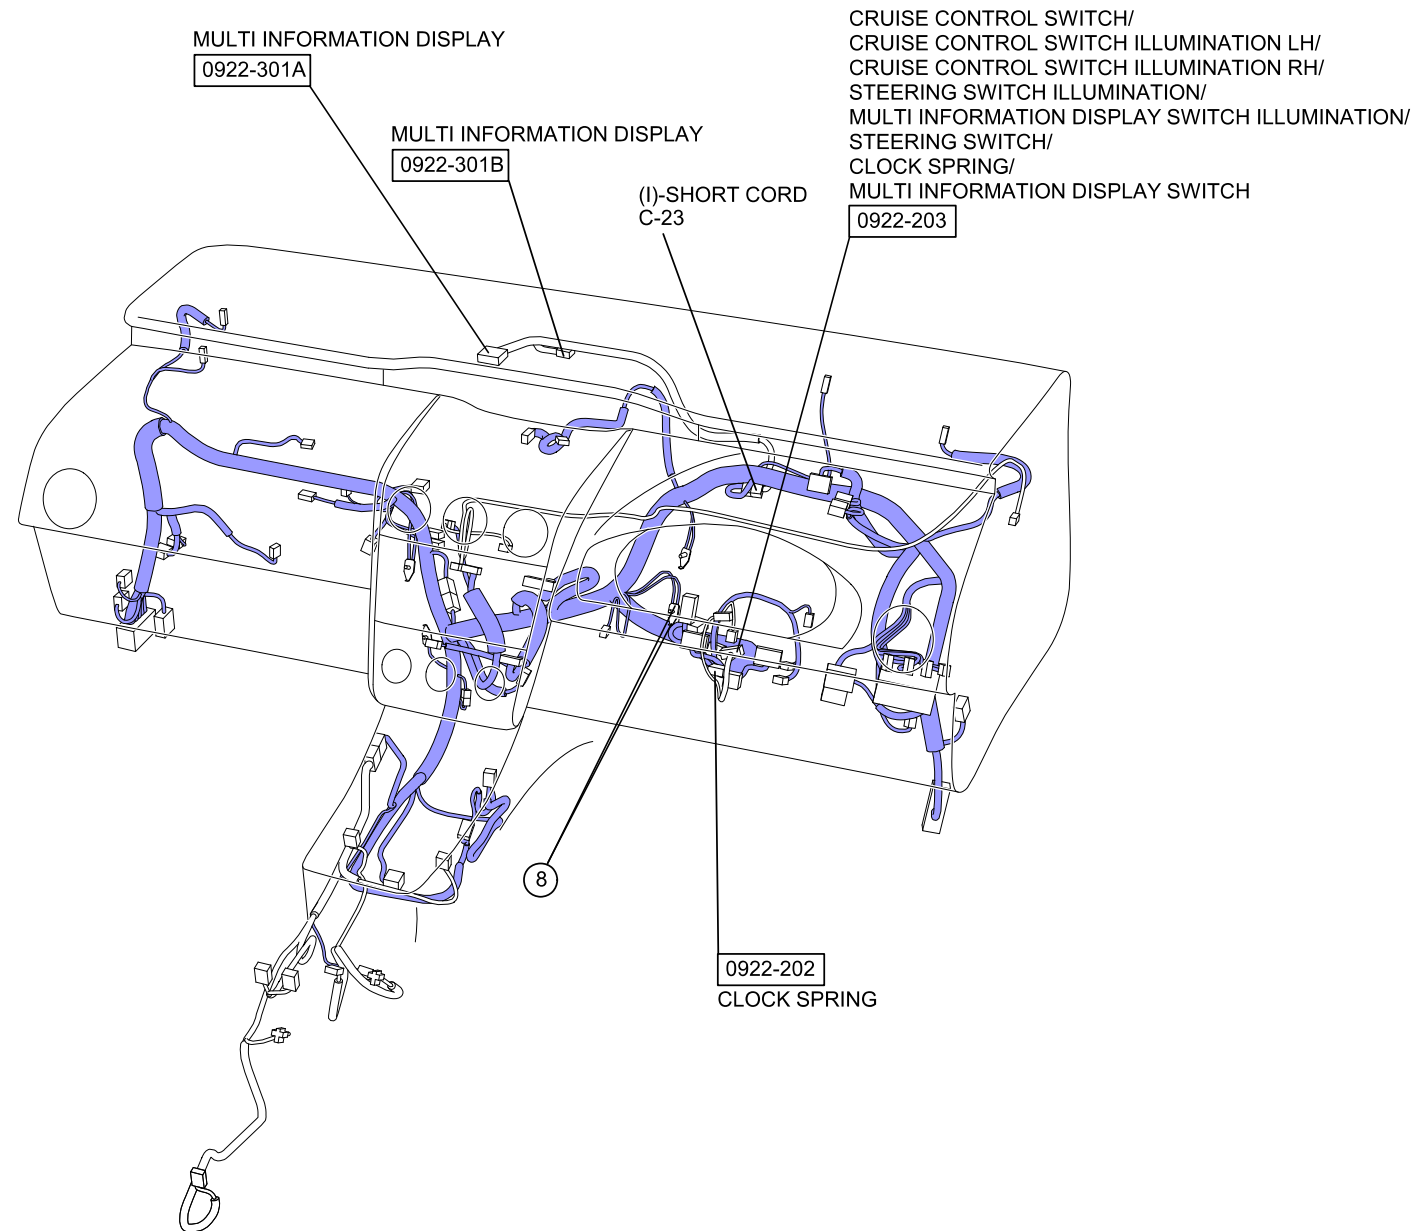 MULTI INFORMATION DISPLAY
0922-301A
MULTI INFORMATION DISPLAY
0922-301B
(I)-SHORT CORD
C-23
CRUISE CONTROL SWITCH/
CRUISE CONTROL SWITCH ILLUMINATION LH/
CRUISE CONTROL SWITCH ILLUMINATION RH/
STEERING SWITCH ILLUMINATION/
MULTI INFORMATION DISPLAY SWITCH ILLUMINATION/
STEERING SWITCH/
CLOCK SPRING/
MULTI INFORMATION DISPLAY SWITCH
0922-203
8
0922-202
CLOCK SPRING